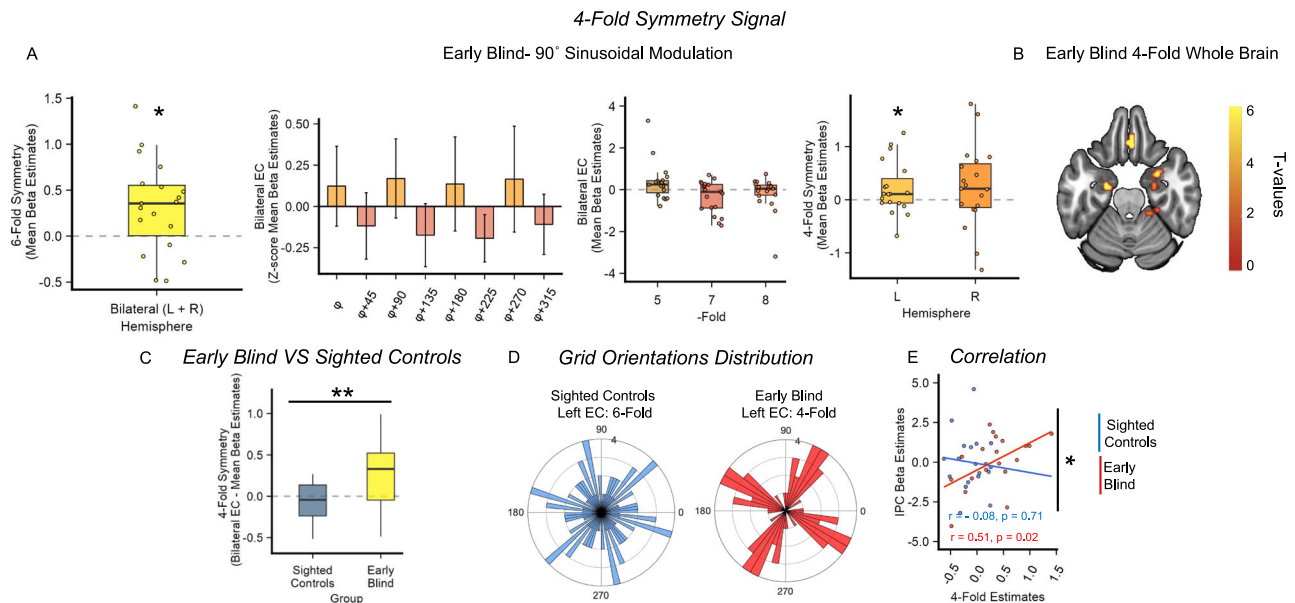 4-Fold Symmetry Signal
A
Early Blind- 90˚ Sinusoidal Modulation
B
Early Blind 4-Fold Whole Brain
6-Fold Symmetry
(Mean Beta Estimates)
1.5
1.0
0.5
0.0
-0.5
*
Bilateral (L + R)
Hemisphere
Bilateral EC
(Z-score Mean Beta Estimates)
0.50
0.25
0.00
-0.25
φ
φ+45
φ+90
φ+135
φ+180
φ+225
φ+270
φ+315
Bilateral EC
(Mean Beta Estimates)
4
2
0
-2
-4
5 7 8
-Fold
4-Fold Symmetry
(Mean Beta Estimates)
*
1
0
-1
L R
Hemisphere
6
4
2
0
T-values
C
Early Blind VS Sighted Controls
4-Fold Symmetry
(Bilateral EC - Mean Beta Estimates)
**
1.0
0.5
0.0
-0.5
Sighted
Controls
Early
Blind
Group
D
Grid Orientations Distribution
Sighted Controls
Left EC: 6-Fold
90
4
180
0
270
Early Blind
Left EC: 4-Fold
90
4
180
0
270
E
Correlation
IPC Beta Estimates
5.0
2.5
0.0
-2.5
-5.0
r = - 0.08, p = 0.71
r = 0.51, p = 0.02
-0.5 0.0 0.5 1.0 1.5
4-Fold Estimates
*
Sighted
Controls
Early
Blind